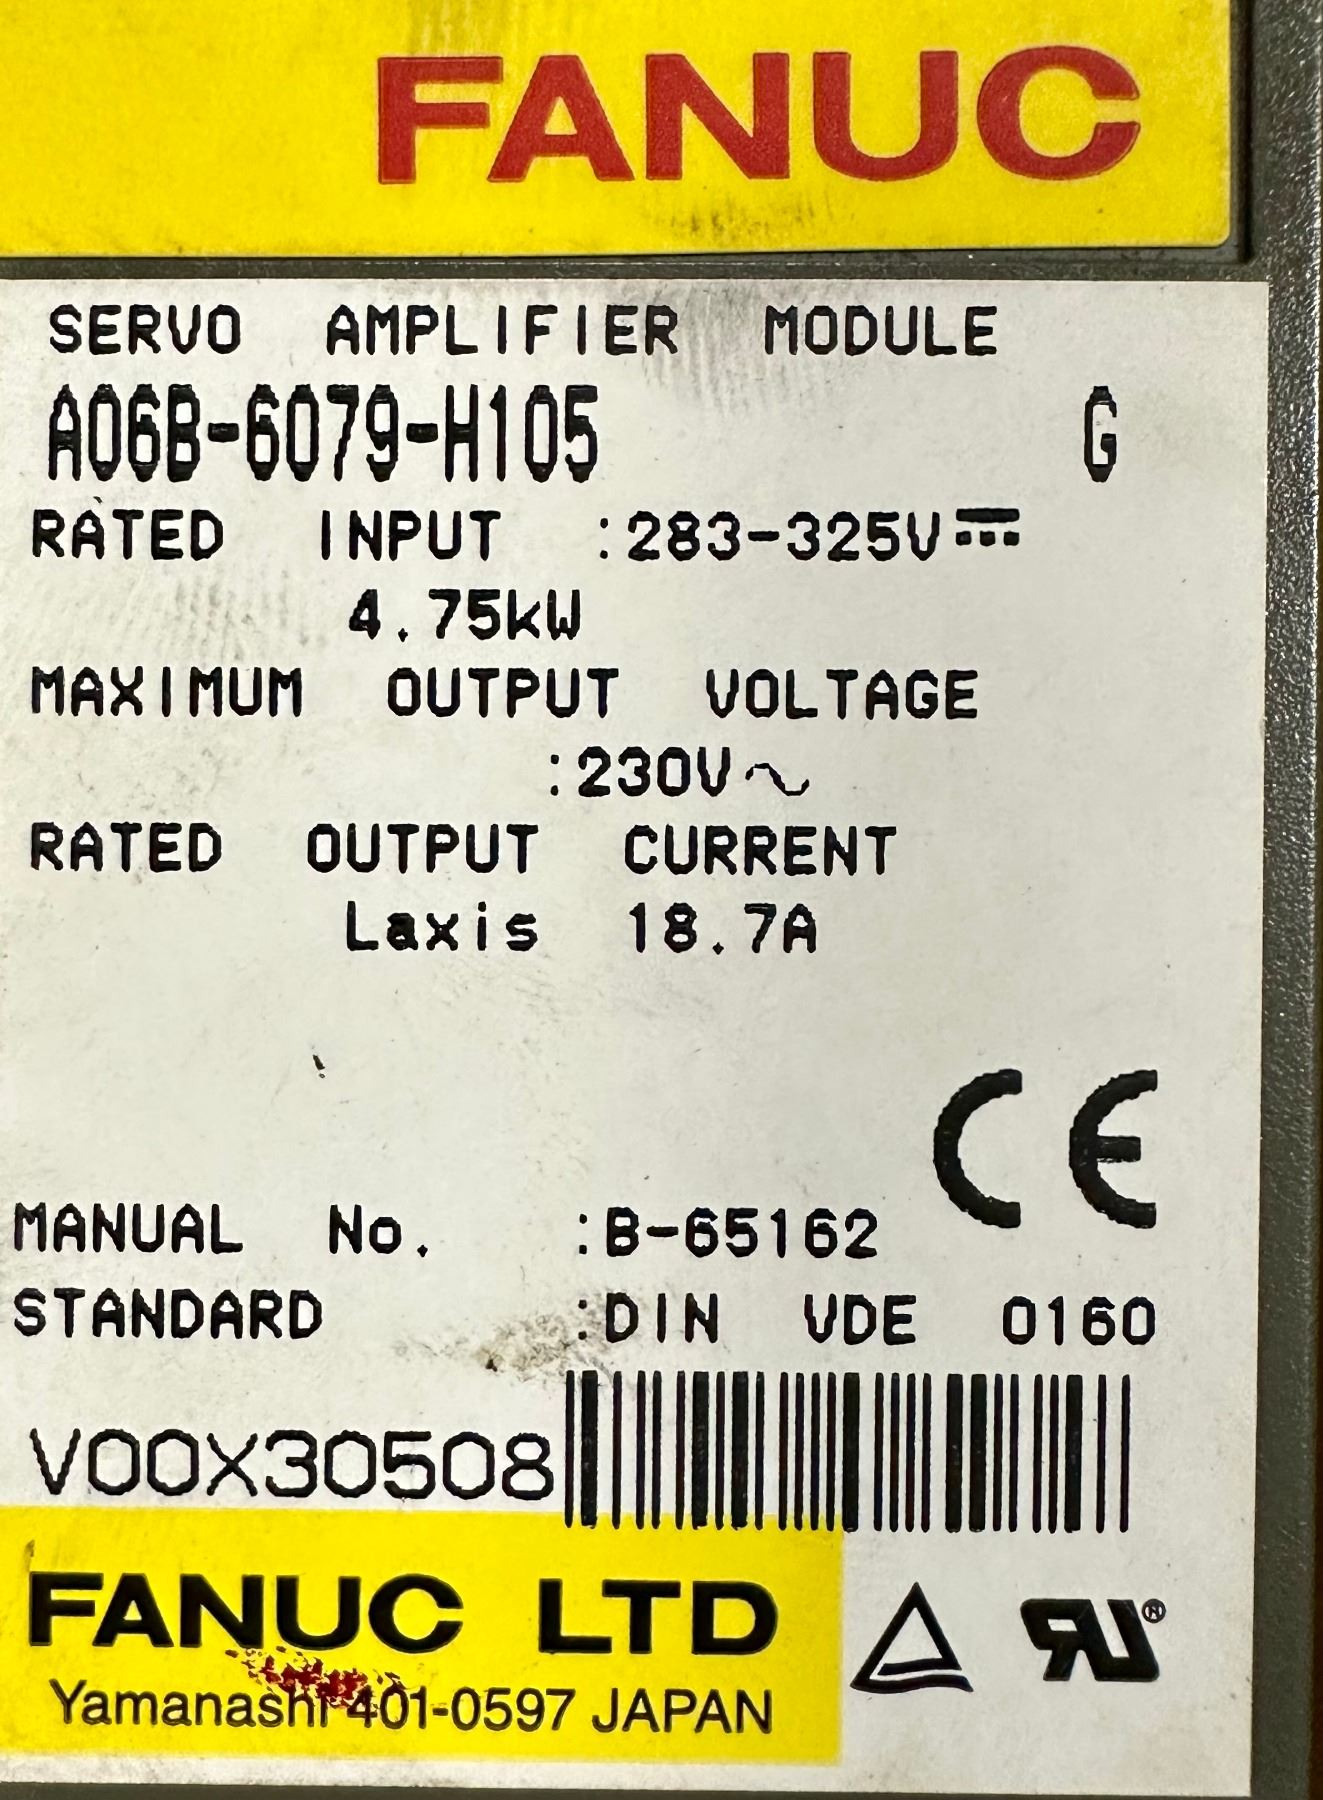 FANUC
SERVO AMPLIFIER MODULE
A06B-6079-H105 G
RATED INPUT :283-325V⎓
4.75kW
MAXIMUM OUTPUT VOLTAGE
:230V～
RATED OUTPUT CURRENT
Laxis 18.7A
CE
MANUAL No. :B-65162
STANDARD :DIN VDE 0160
V00X30508
FANUC LTD
Yamanashi 401-0597 JAPAN